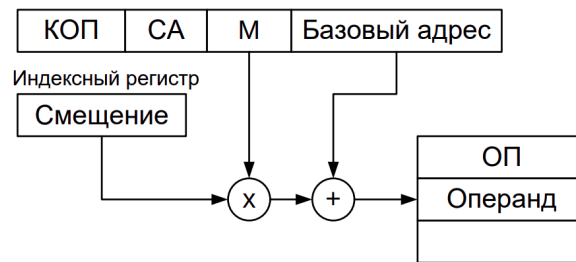 КОП СА М Базовый адрес
Индексный регистр
Смещение
ОП
x + Операнд